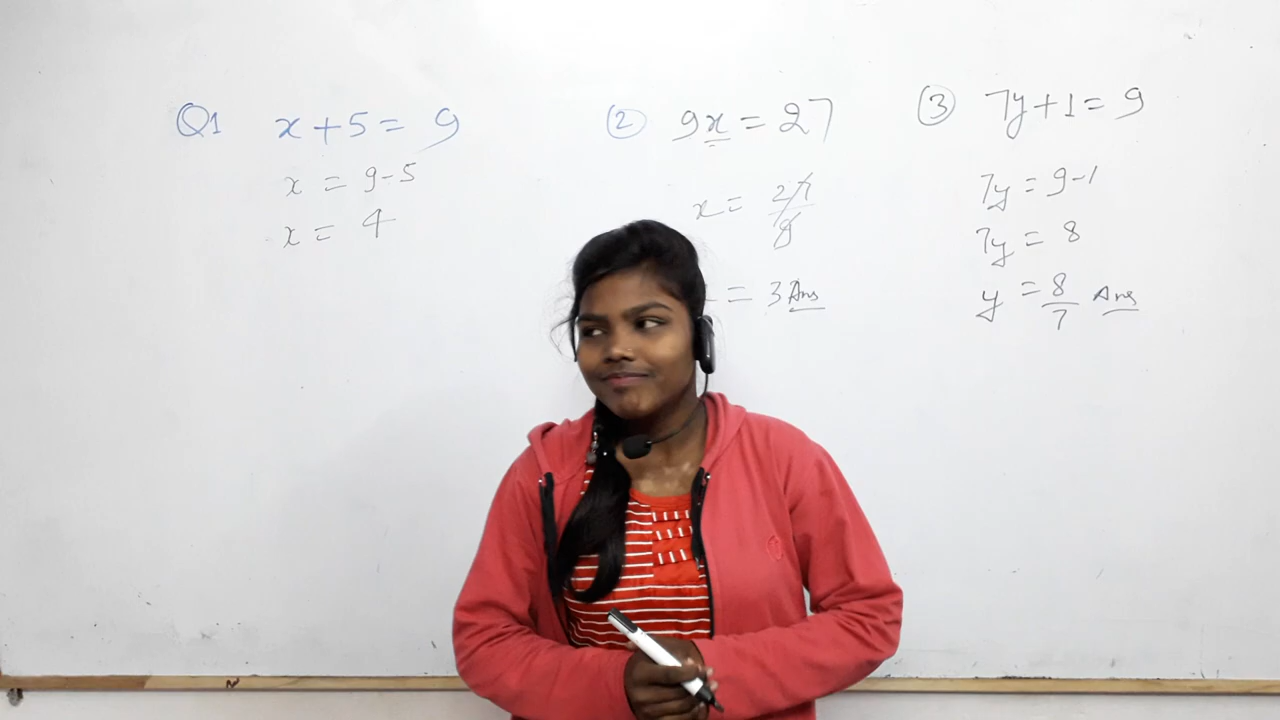 Q1 x + 5 = 9
x = 9 - 5
x = 4
② 9x = 27
x = 27/9
= 3 Ans
③ 7y + 1 = 9
7y = 9 - 1
7y = 8
y = 8/7 Ans